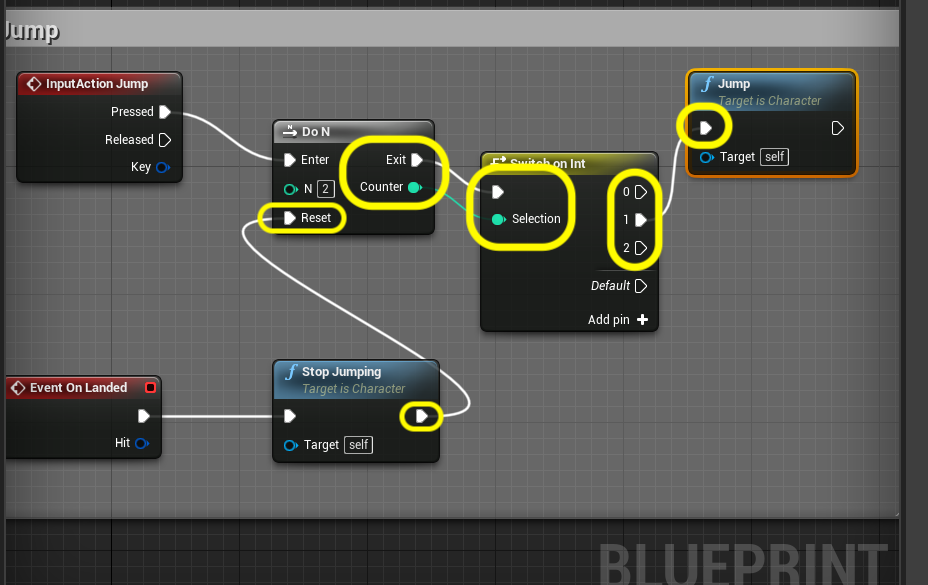 Jump
InputAction Jump
Pressed
Released
Key
Do N
Enter
Exit
N 2
Counter
Reset
Switch on Int
Selection
0
1
2
Default
Add pin +
Jump
Target is Character
Target self
Event On Landed
Hit
Stop Jumping
Target is Character
Target self
BLUEPRINT